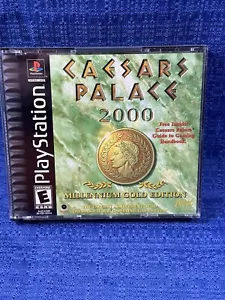 PlayStation
CAESARS
PALACE
2000
Free Inside!
Caesars Palace
Guide to Gaming
Handbook.
MILLENNIUM GOLD EDITION
E